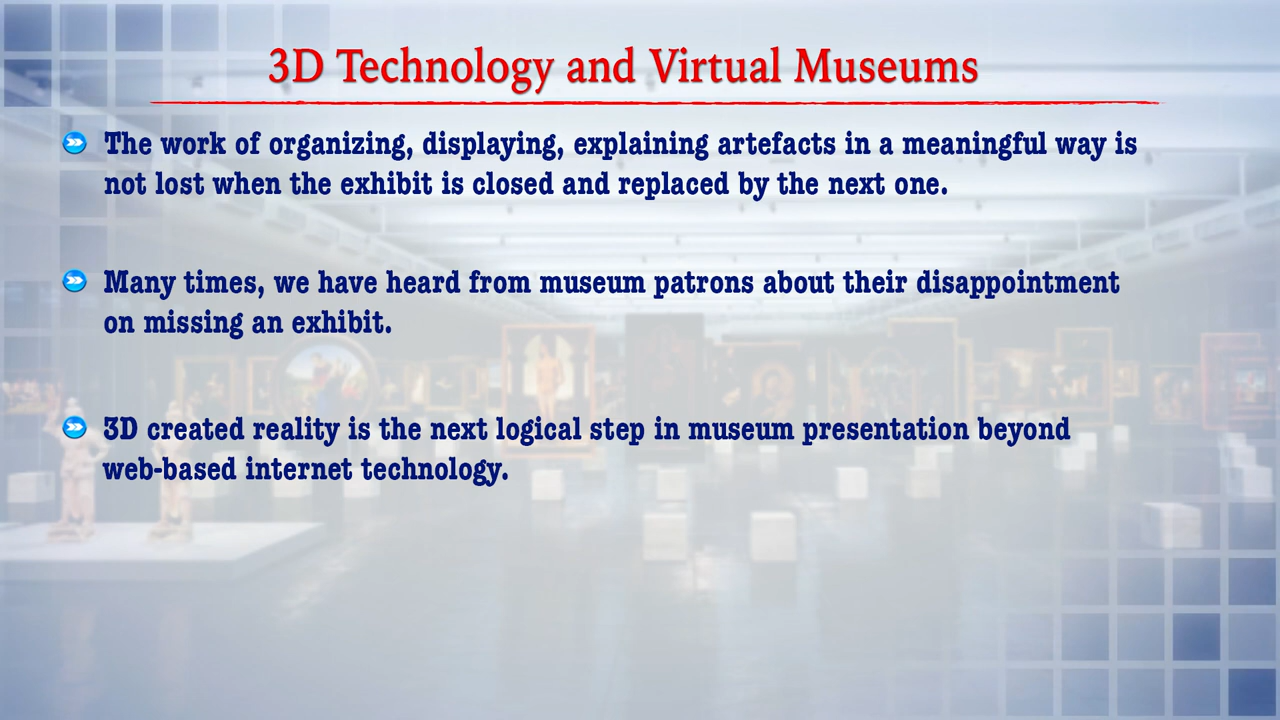 3D Technology and Virtual Museums
The work of organizing, displaying, explaining artefacts in a meaningful way is
not lost when the exhibit is closed and replaced by the next one.
Many times, we have heard from museum patrons about their disappointment
on missing an exhibit.
3D created reality is the next logical step in museum presentation beyond
web-based internet technology.